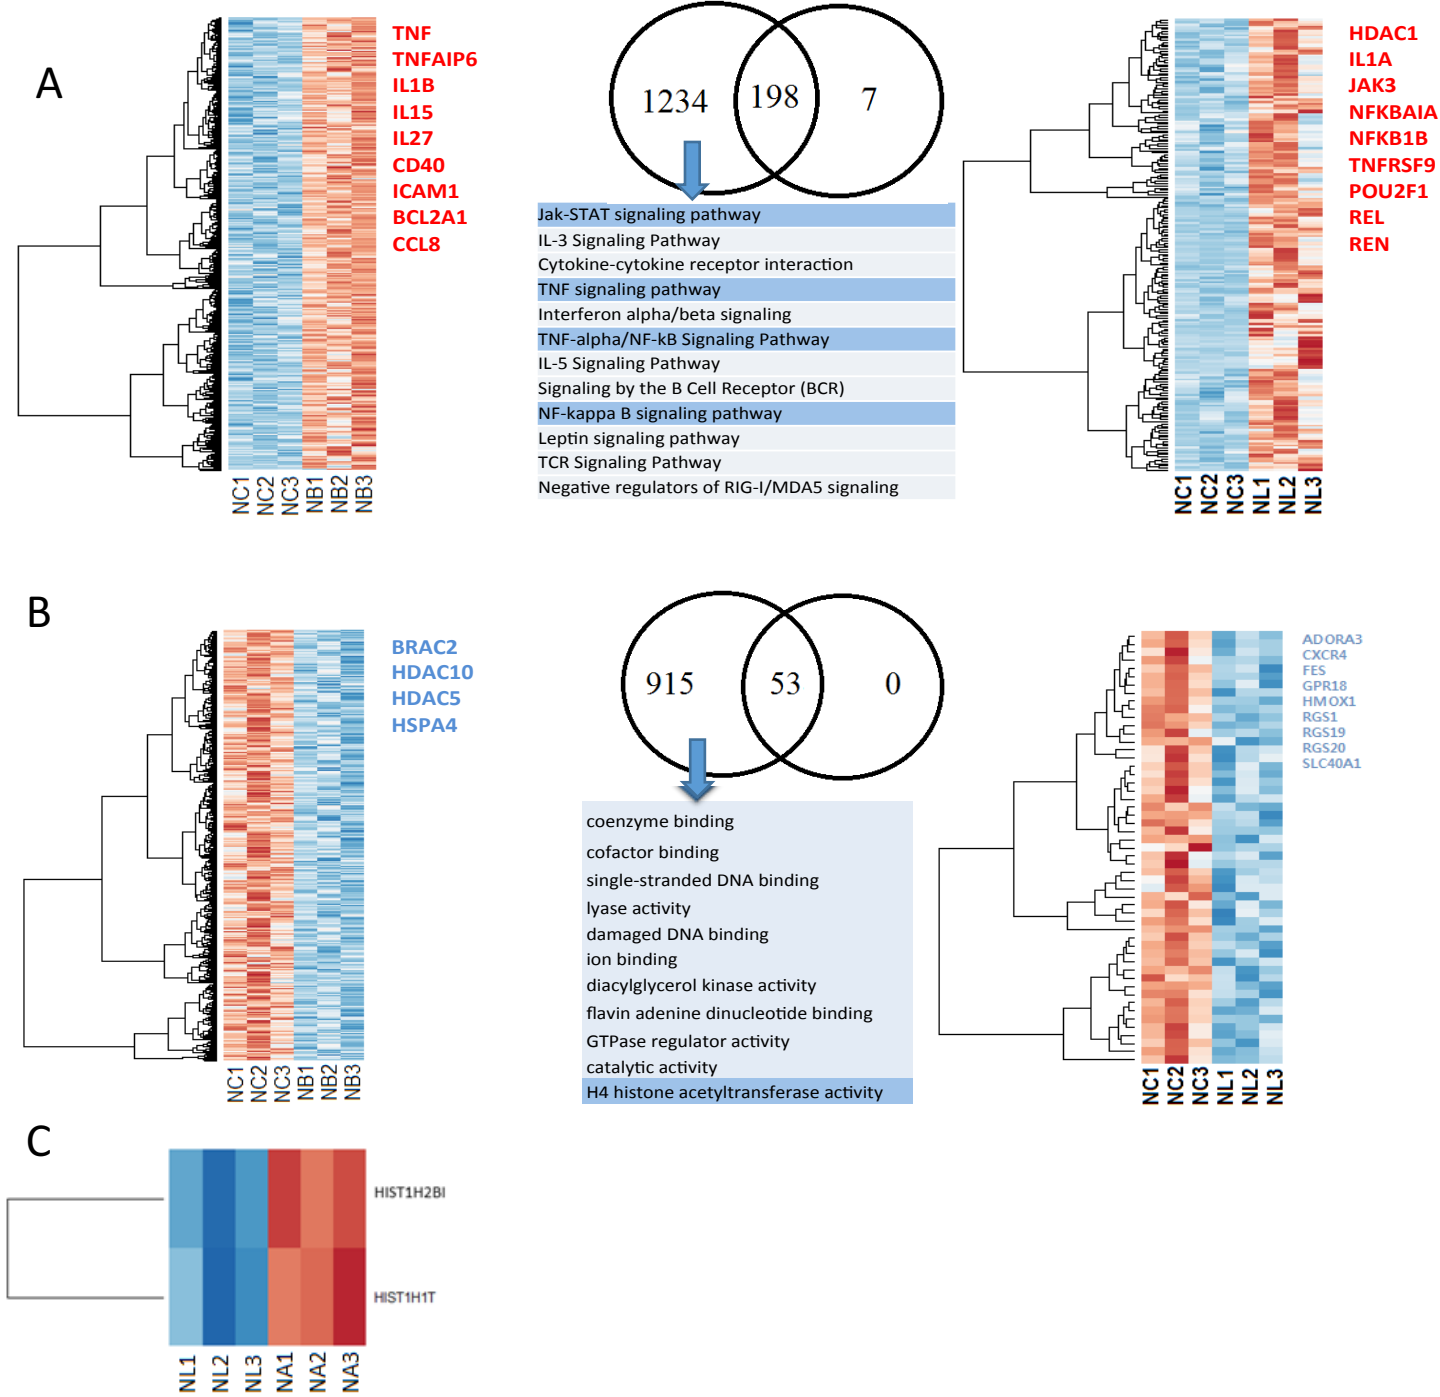 A
TNF
TNFAIP6
IL1B
IL15
IL27
CD40
ICAM1
BCL2A1
CCL8
NC1 NC2 NC3 NB1 NB2 NB3
1234 198 7
Jak-STAT signaling pathway
IL-3 Signaling Pathway
Cytokine-cytokine receptor interaction
TNF signaling pathway
Interferon alpha/beta signaling
TNF-alpha/NF-kB Signaling Pathway
IL-5 Signaling Pathway
Signaling by the B Cell Receptor (BCR)
NF-kappa B signaling pathway
Leptin signaling pathway
TCR Signaling Pathway
Negative regulators of RIG-I/MDA5 signaling
HDAC1
IL1A
JAK3
NFKBAIA
NFKB1B
TNFRSF9
POU2F1
REL
REN
NC1 NC2 NC3 NL1 NL2 NL3
B
BRAC2
HDAC10
HDAC5
HSPA4
NC1 NC2 NC3 NB1 NB2 NB3
915 53 0
coenzyme binding
cofactor binding
single-stranded DNA binding
lyase activity
damaged DNA binding
ion binding
diacylglycerol kinase activity
flavin adenine dinucleotide binding
GTPase regulator activity
catalytic activity
H4 histone acetyltransferase activity
ADORA3
CXCR4
FES
GPR18
HMOX1
RGS1
RGS19
RGS20
SLC40A1
NC1 NC2 NC3 NL1 NL2 NL3
C
HIST1H2BI
HIST1H1T
NL1 NL2 NL3 NA1 NA2 NA3